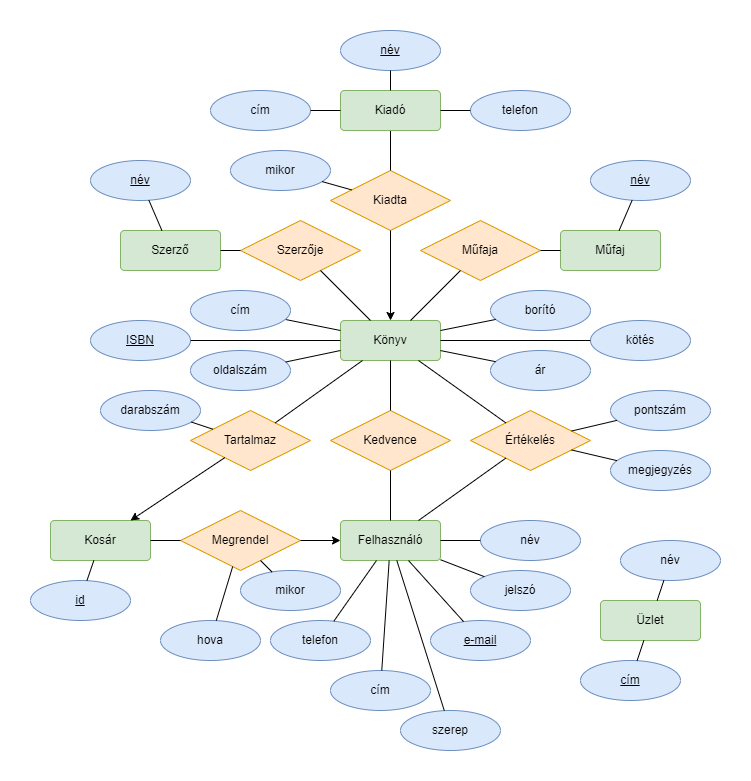 név
cím
Kiadó
telefon
mikor
Kiadta
név
név
Szerző
Szerzője
Műfaja
Műfaj
cím
borító
ISBN
Könyv
kötés
oldalszám
ár
darabszám
pontszám
Tartalmaz
Kedvence
Értékelés
megjegyzés
Kosár
Megrendel
Felhasználó
név
név
id
mikor
jelszó
hova
telefon
e-mail
Üzlet
cím
cím
szerep